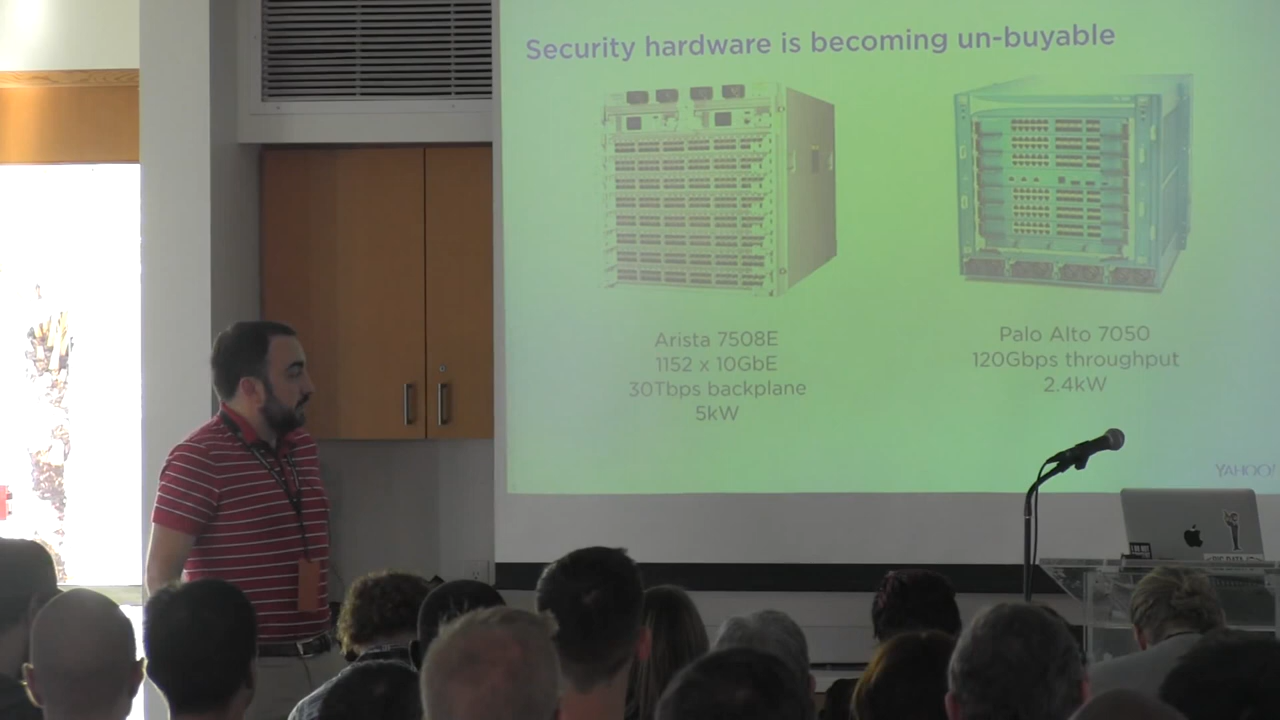 Security hardware is becoming un-buyable
Arista 7508E
1152 x 10GbE
30Tbps backplane
5kW
Palo Alto 7050
120Gbps throughput
2.4kW
YAHOO!